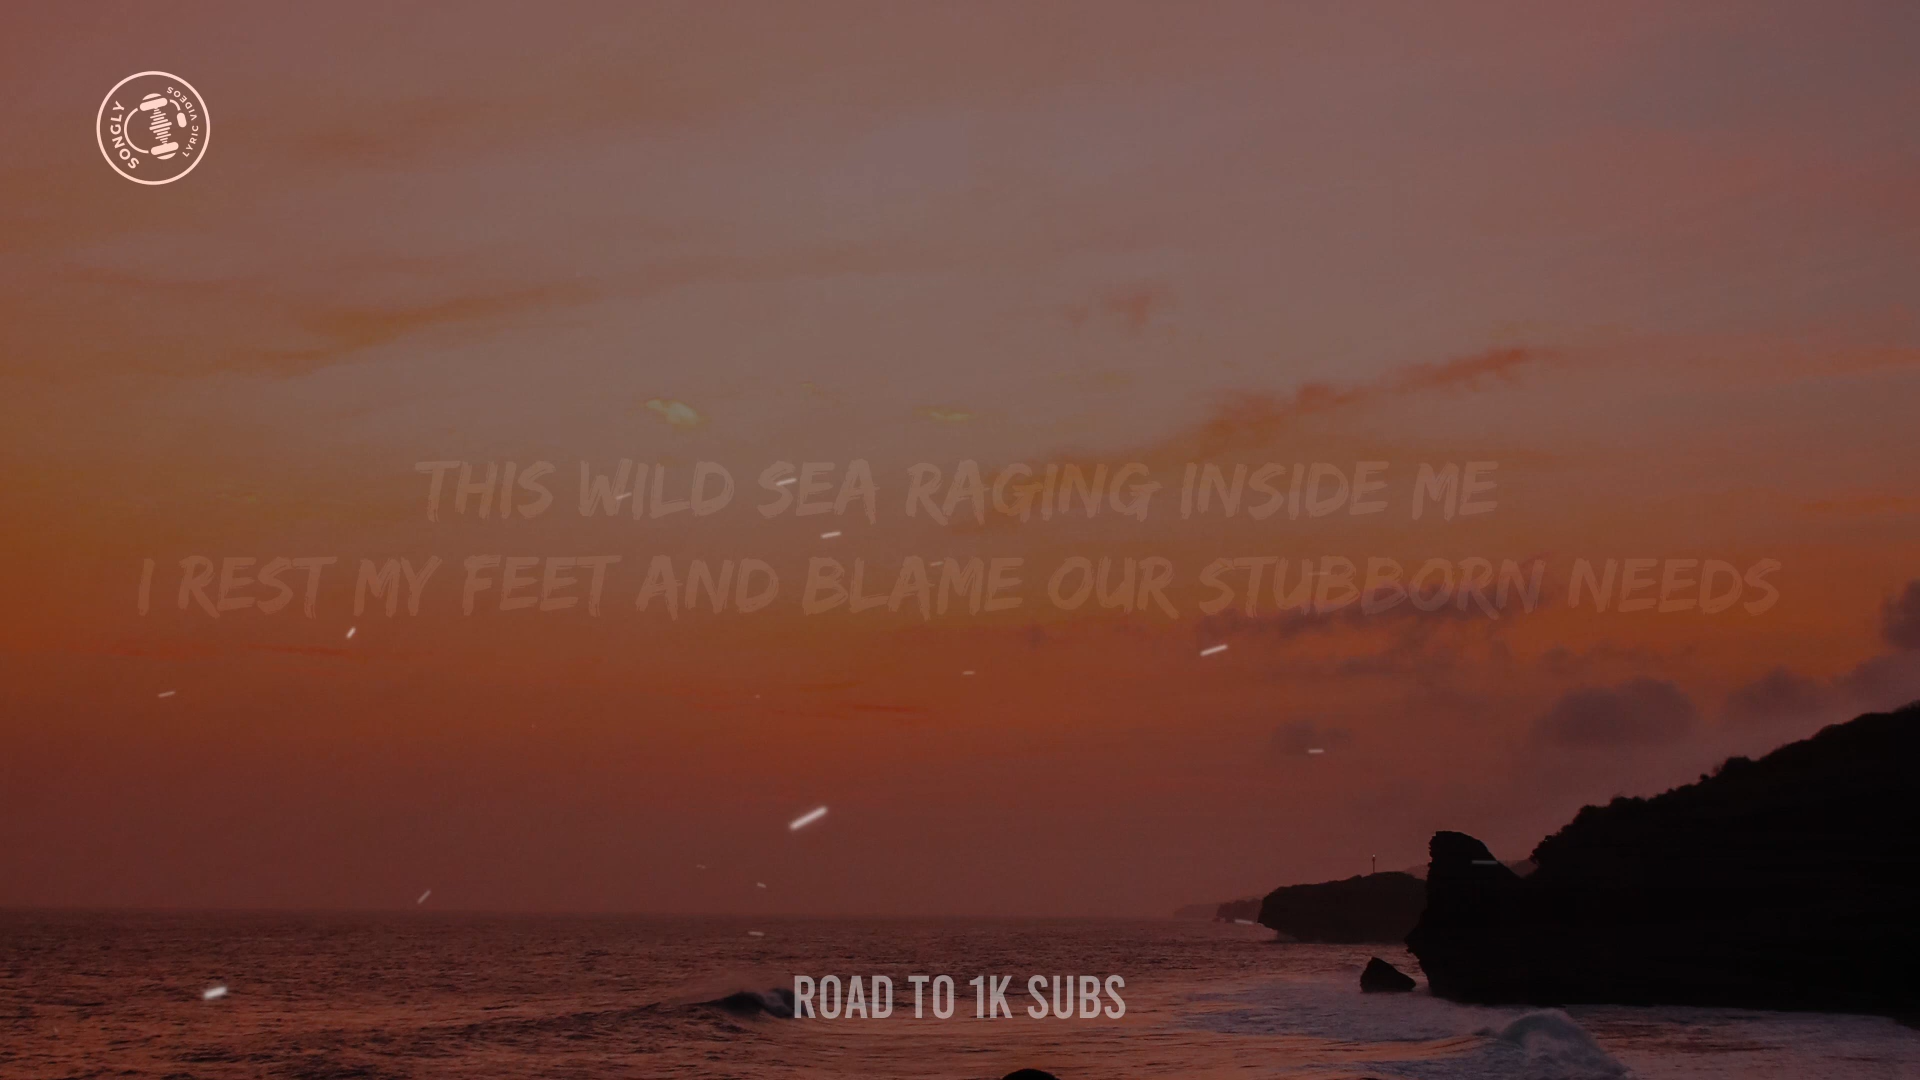 SONGLY
LYRIC VIDEOS
THIS WILD SEA RAGING INSIDE ME
I REST MY FEET AND BLAME OUR STUBBORN NEEDS
ROAD TO 1K SUBS